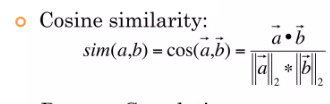 Cosine similarity:
sim(a,b) = cos(a⃗,b⃗) = a⃗ • b⃗ / ‖a⃗‖₂ * ‖b⃗‖₂